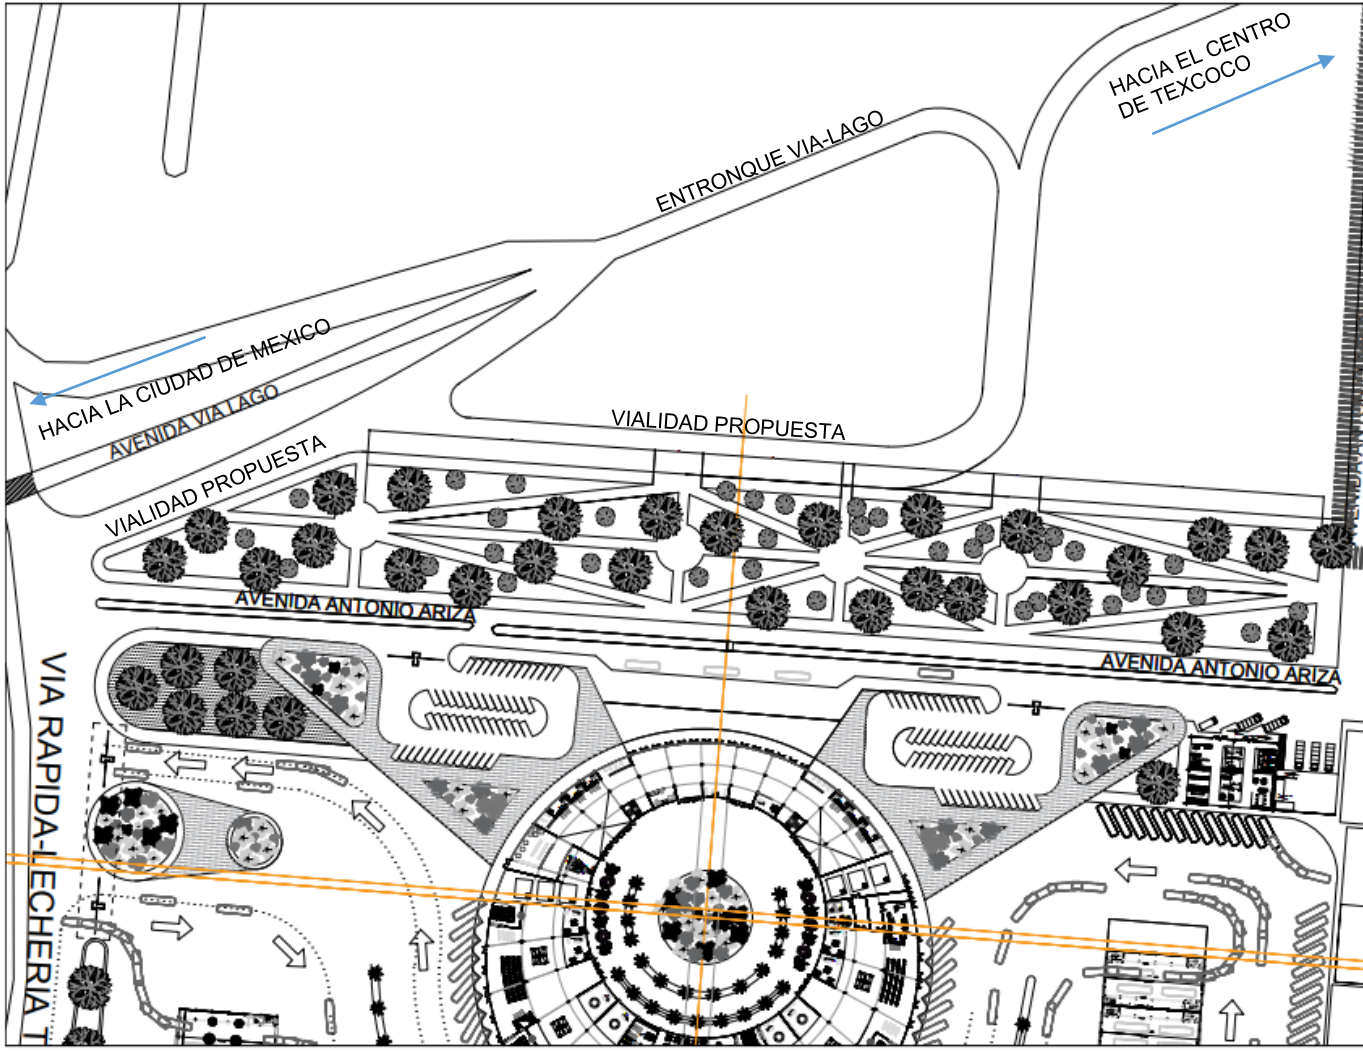 HACIA EL CENTRO
DE TEXCOCO
ENTRONQUE VIA-LAGO
HACIA LA CIUDAD DE MEXICO
AVENIDA VIA LAGO
VIALIDAD PROPUESTA
VIALIDAD PROPUESTA
AVENIDA ANTONIO ARIZA
AVENIDA ANTONIO ARIZA
VIA RAPIDA-LECHERIA T